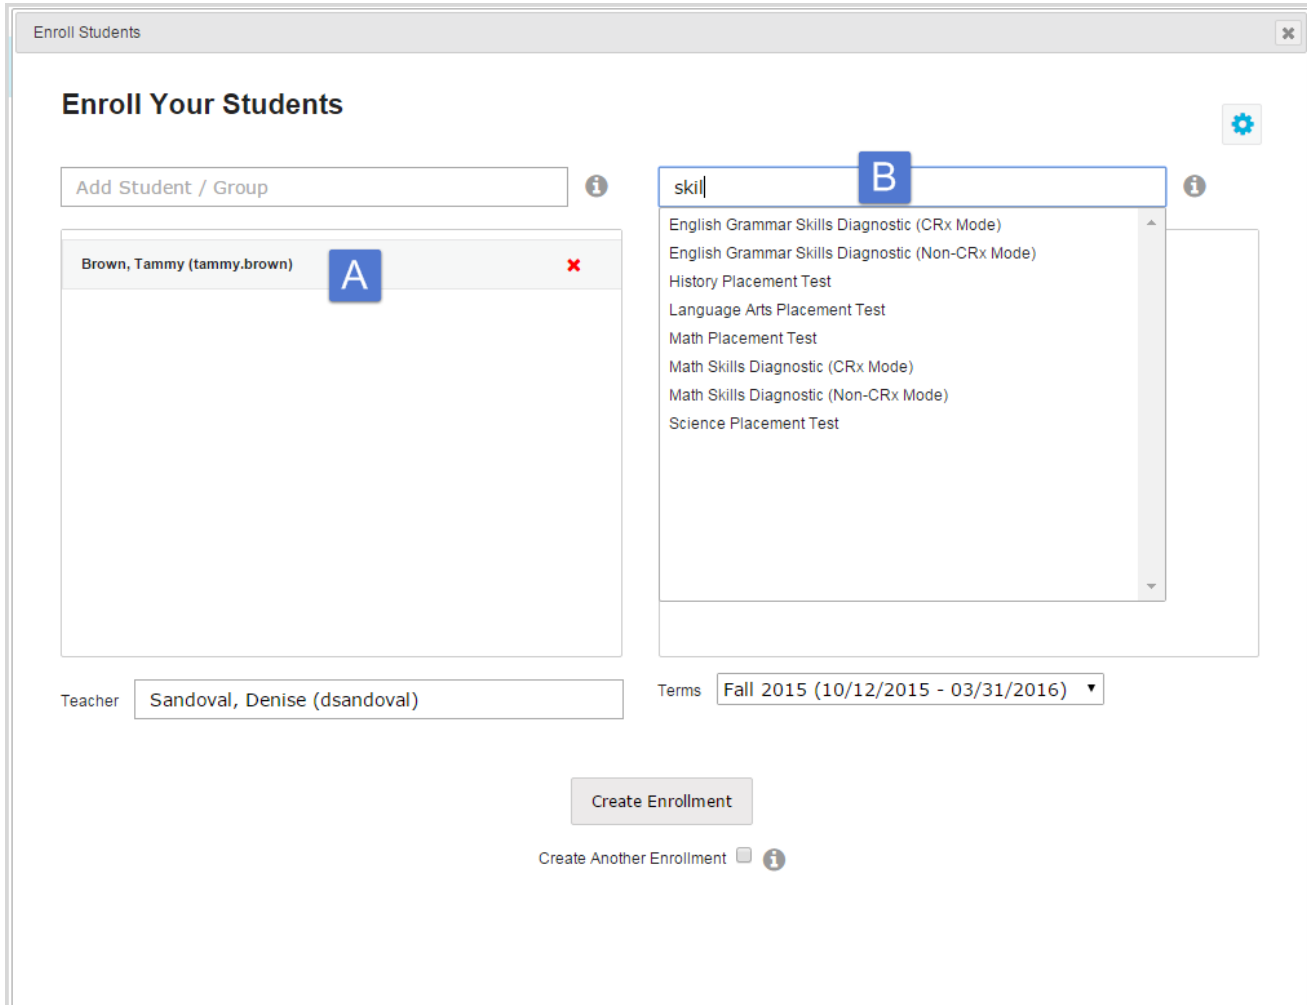 Enroll Students
Enroll Your Students
Add Student / Group
skil
B
English Grammar Skills Diagnostic (CRx Mode)
English Grammar Skills Diagnostic (Non-CRx Mode)
Brown, Tammy (tammy.brown)
A
History Placement Test
Language Arts Placement Test
Math Placement Test
Math Skills Diagnostic (CRx Mode)
Math Skills Diagnostic (Non-CRx Mode)
Science Placement Test
Teacher
Sandoval, Denise (dsandoval)
Terms
Fall 2015 (10/12/2015 - 03/31/2016)
Create Enrollment
Create Another Enrollment